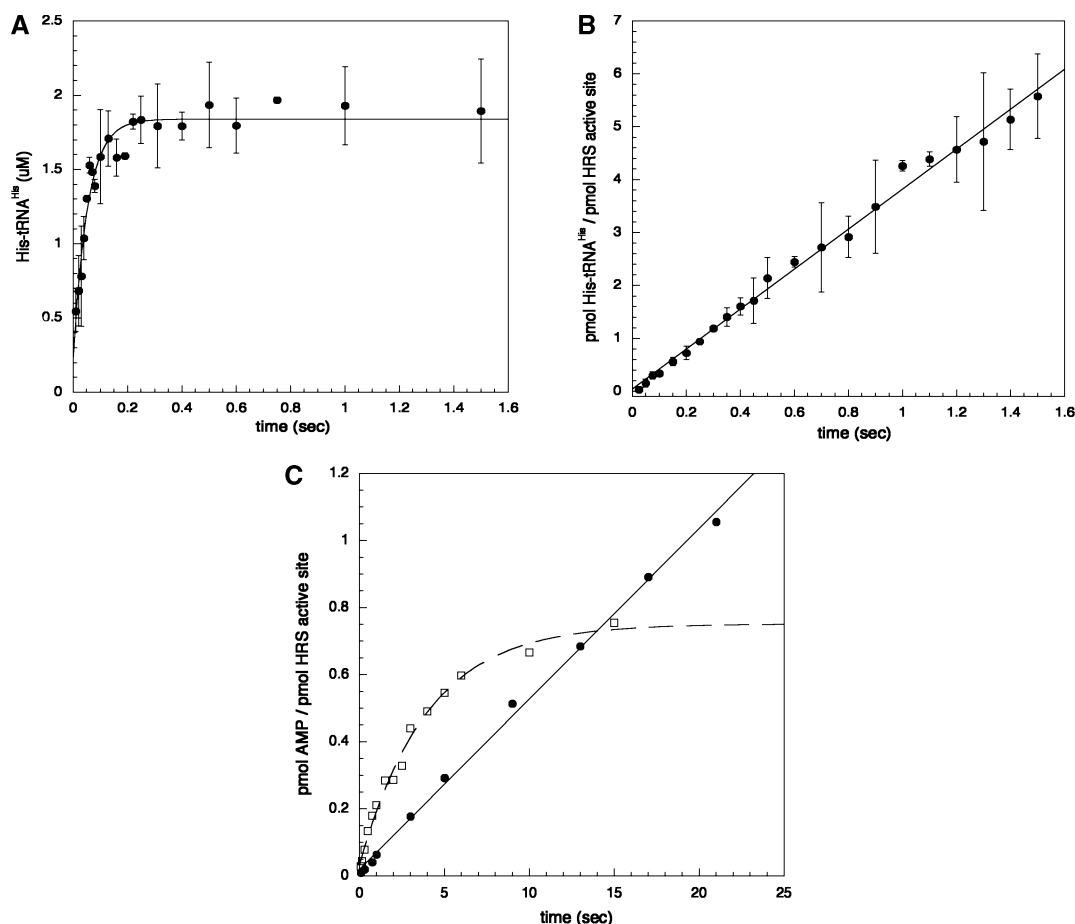 A
2.5
2
1.5
1
0.5
0
His-tRNA^His (uM)
0 0.2 0.4 0.6 0.8 1 1.2 1.4 1.6
time (sec)
B
7
6
5
4
3
2
1
0
pmol His-tRNA^His / pmol HRS active site
0 0.2 0.4 0.6 0.8 1 1.2 1.4 1.6
time (sec)
C
1.2
1
0.8
0.6
0.4
0.2
0
pmol AMP / pmol HRS active site
0 5 10 15 20 25
time (sec)